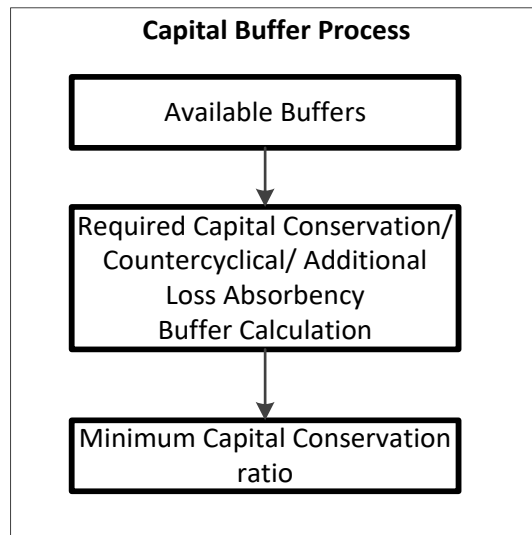 Capital Buffer Process
Available Buffers
Required Capital Conservation/
Countercyclical/ Additional
Loss Absorbency
Buffer Calculation
Minimum Capital Conservation
ratio